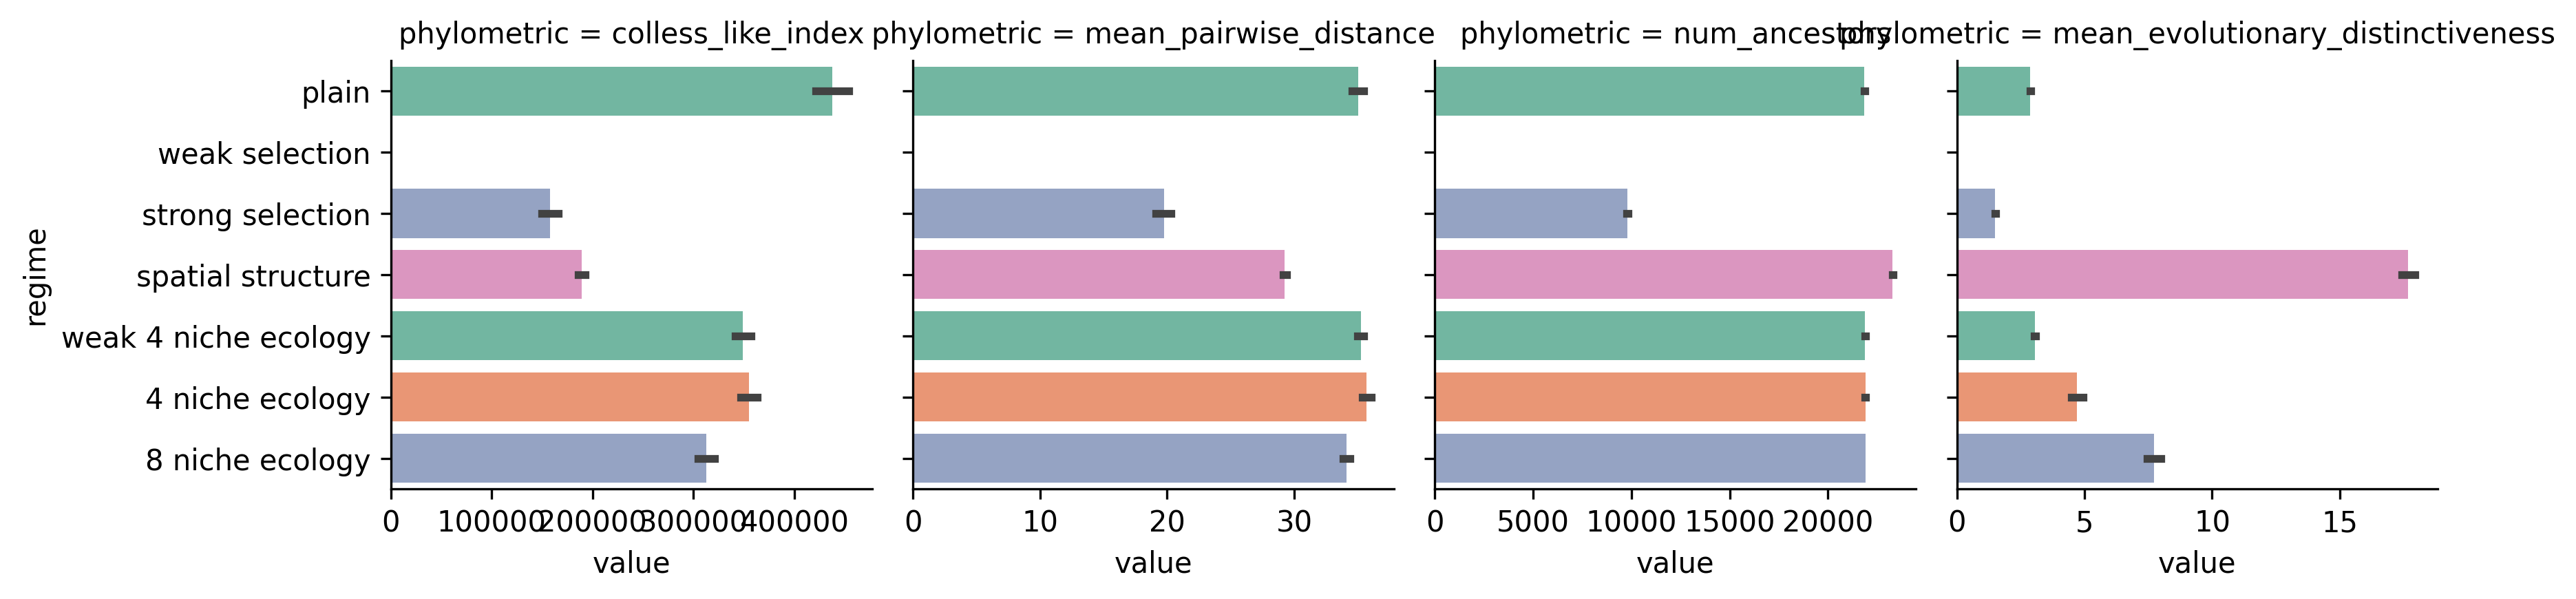 phylometric = colless_like_index
phylometric = mean_pairwise_distance
phylometric = num_ancestors
phylometric = mean_evolutionary_distinctiveness
regime
plain
weak selection
strong selection
spatial structure
weak 4 niche ecology
4 niche ecology
8 niche ecology
0 100000 200000 300000 400000
value
0 10 20 30
value
0 5000 10000 15000 20000
value
0 5 10 15
value